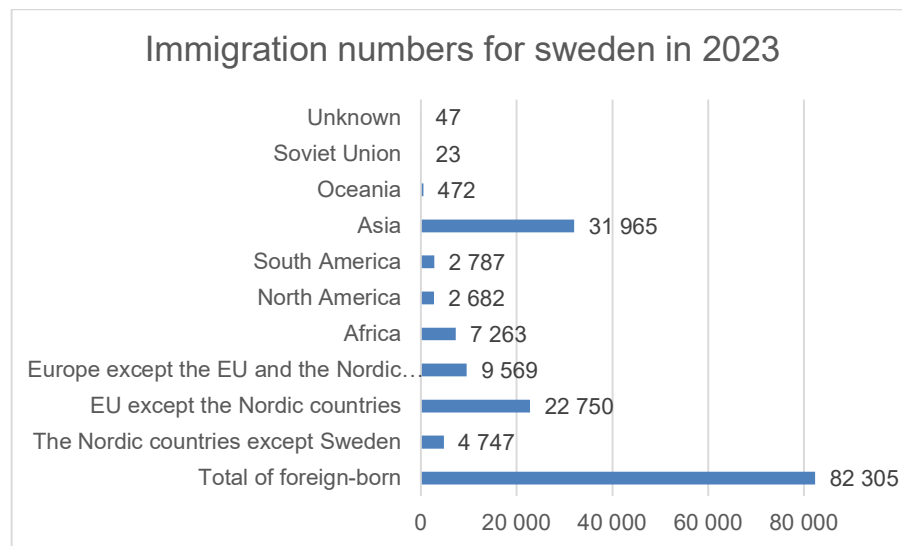 Immigration numbers for sweden in 2023
Unknown 47
Soviet Union 23
Oceania 472
Asia 31 965
South America 2 787
North America 2 682
Africa 7 263
Europe except the EU and the Nordic… 9 569
EU except the Nordic countries 22 750
The Nordic countries except Sweden 4 747
Total of foreign-born 82 305
0 20 000 40 000 60 000 80 000